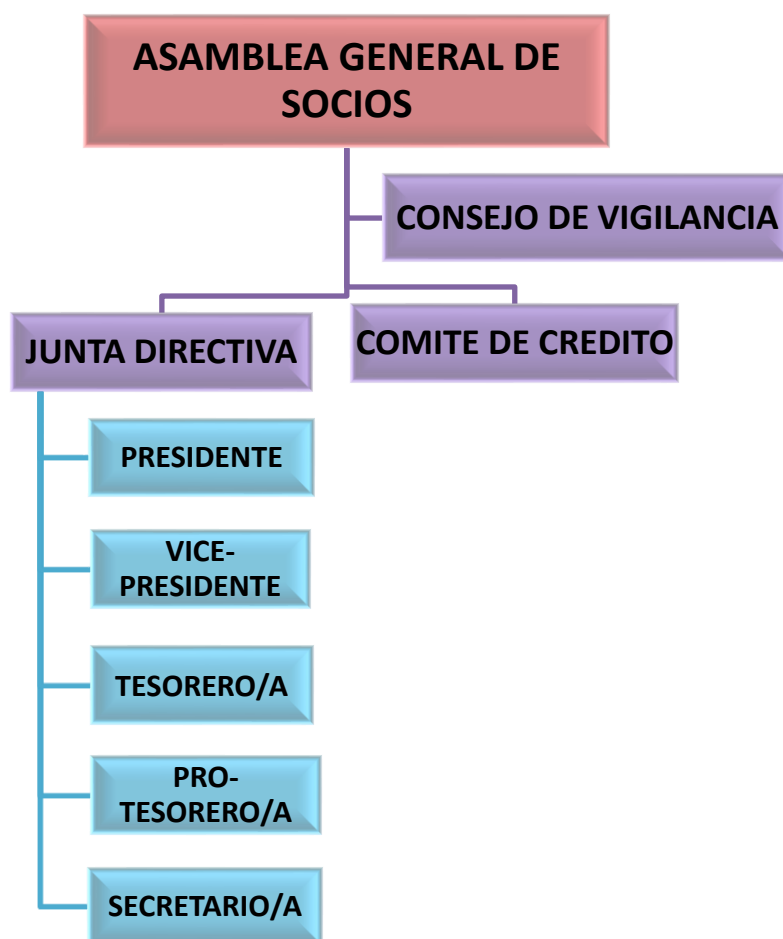 ASAMBLEA GENERAL DE
SOCIOS
CONSEJO DE VIGILANCIA
JUNTA DIRECTIVA
COMITE DE CREDITO
PRESIDENTE
VICE-
PRESIDENTE
TESORERO/A
PRO-
TESORERO/A
SECRETARIO/A